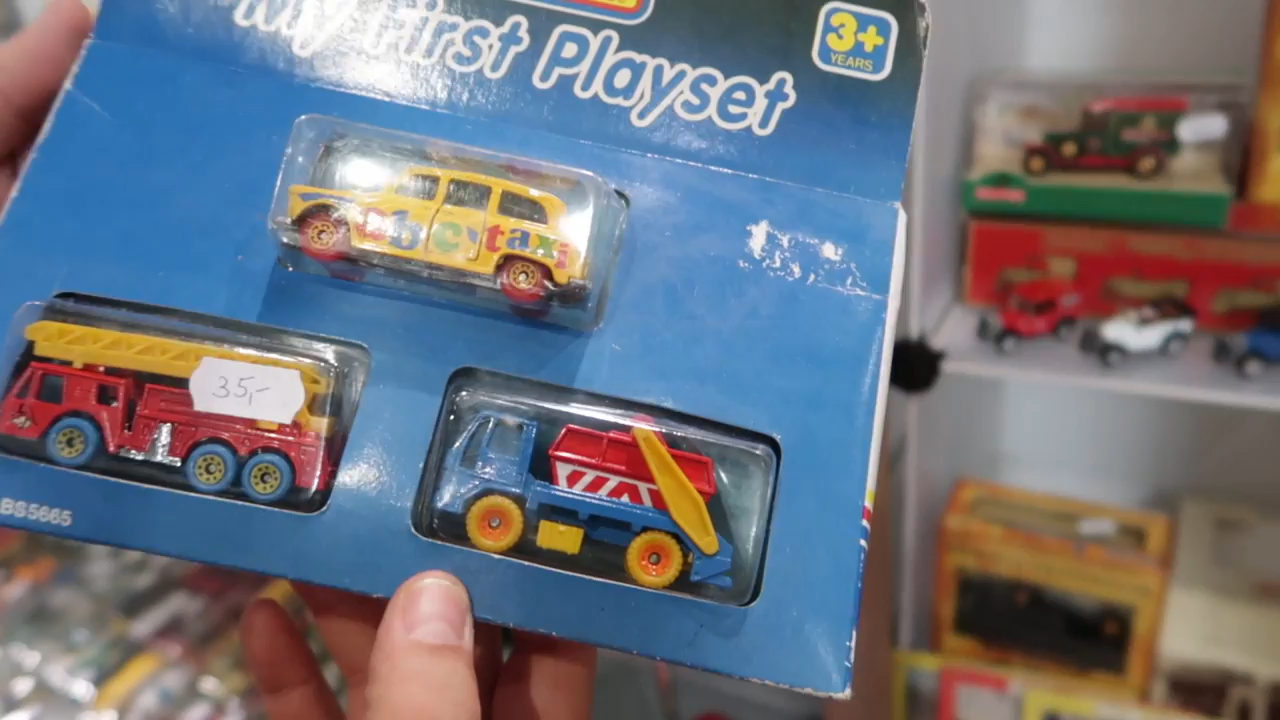 My First Playset
3+
YEARS
abc taxi
35,-
BS5665